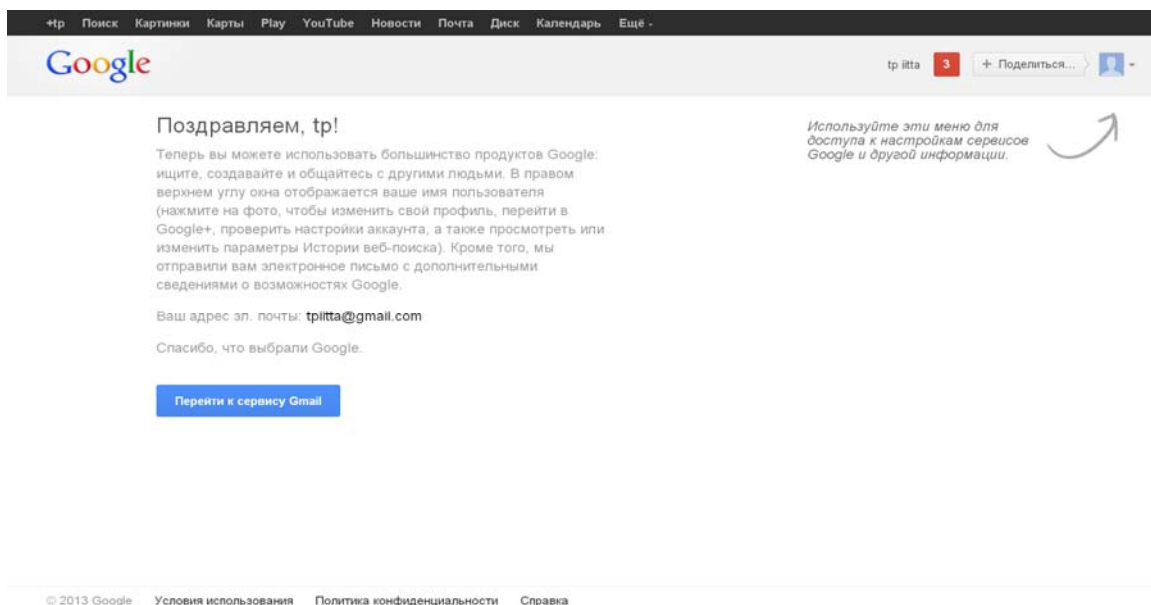 +tp Поиск Картинки Карты Play YouTube Новости Почта Диск Календарь Ещё
Google
tp iitta 3 + Поделиться...
Поздравляем, tp!
Теперь вы можете использовать большинство продуктов Google:
ищите, создавайте и общайтесь с другими людьми. В правом
верхнем углу окна отображается ваше имя пользователя
(нажмите на фото, чтобы изменить свой профиль, перейти в
Google+, проверить настройки аккаунта, а также просмотреть или
изменить параметры Истории веб-поиска). Кроме того, мы
отправили вам электронное письмо с дополнительными
сведениями о возможностях Google.
Ваш адрес эл. почты: tpiitta@gmail.com
Спасибо, что выбрали Google.
Перейти к сервису Gmail
Используйте эти меню для
доступа к настройкам сервисов
Google и другой информации.
© 2013 Google Условия использования Политика конфиденциальности Справка